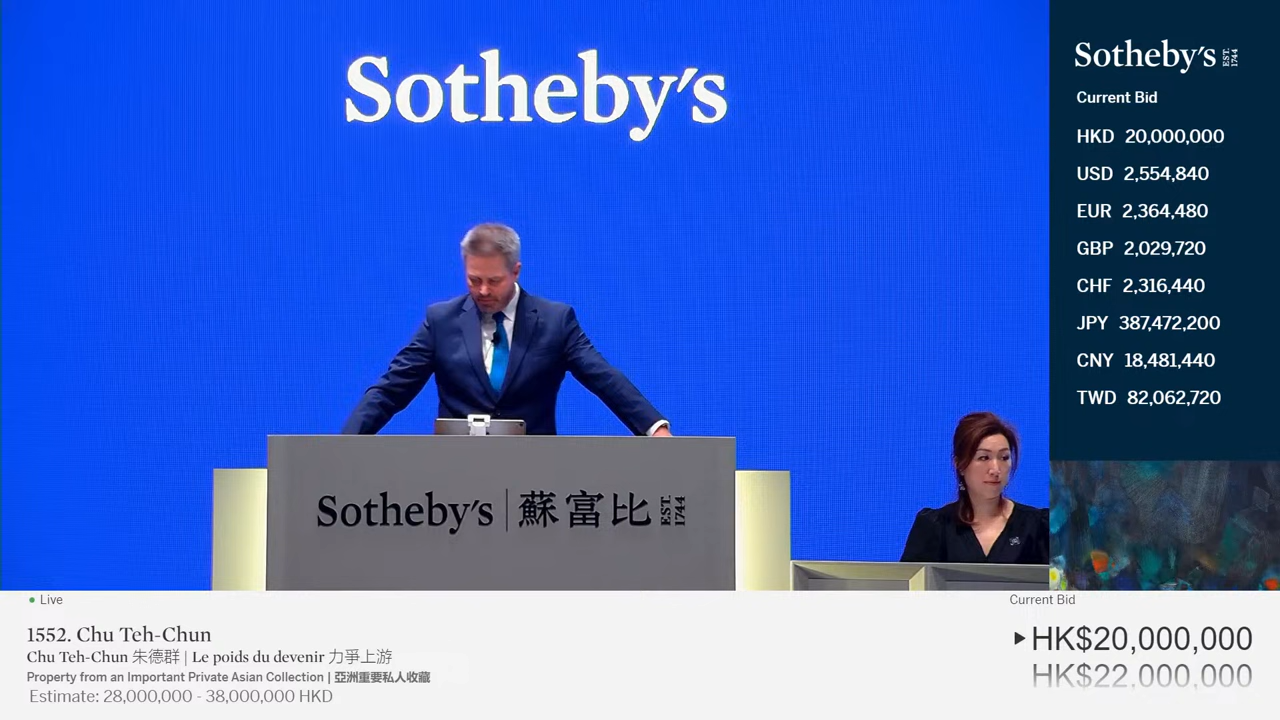 Sotheby's
Sotheby's EST. 1744
Current Bid
HKD 20,000,000
USD 2,554,840
EUR 2,364,480
GBP 2,029,720
CHF 2,316,440
JPY 387,472,200
CNY 18,481,440
TWD 82,062,720
Sotheby's | 蘇富比 EST. 1744
Live
1552. Chu Teh-Chun
Chu Teh-Chun 朱德群 | Le poids du devenir 力爭上游
Property from an Important Private Asian Collection | 亞洲重要私人收藏
Estimate: 28,000,000 - 38,000,000 HKD
Current Bid
HK$20,000,000
HK$22,000,000